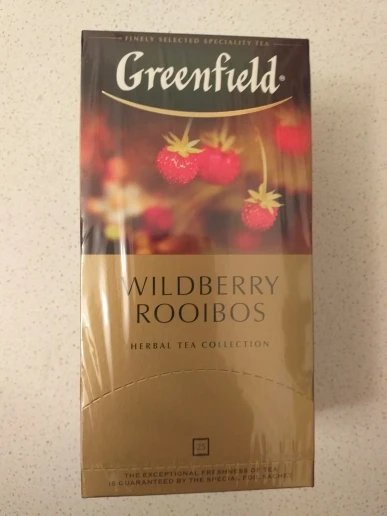 FINELY SELECTED SPECIALITY TEA
Greenfield®
WILDBERRY
ROOIBOS
HERBAL TEA COLLECTION
25
THE EXCEPTIONAL FRESHNESS OF TEA
IS GUARANTEED BY THE SPECIAL FOIL SACHET